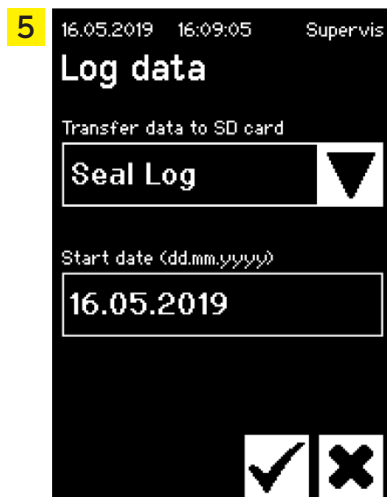 5
16.05.2019 16:09:05 Supervis
Log data
Transfer data to SD card
Seal Log
Start date (dd.mm.yyyy)
16.05.2019